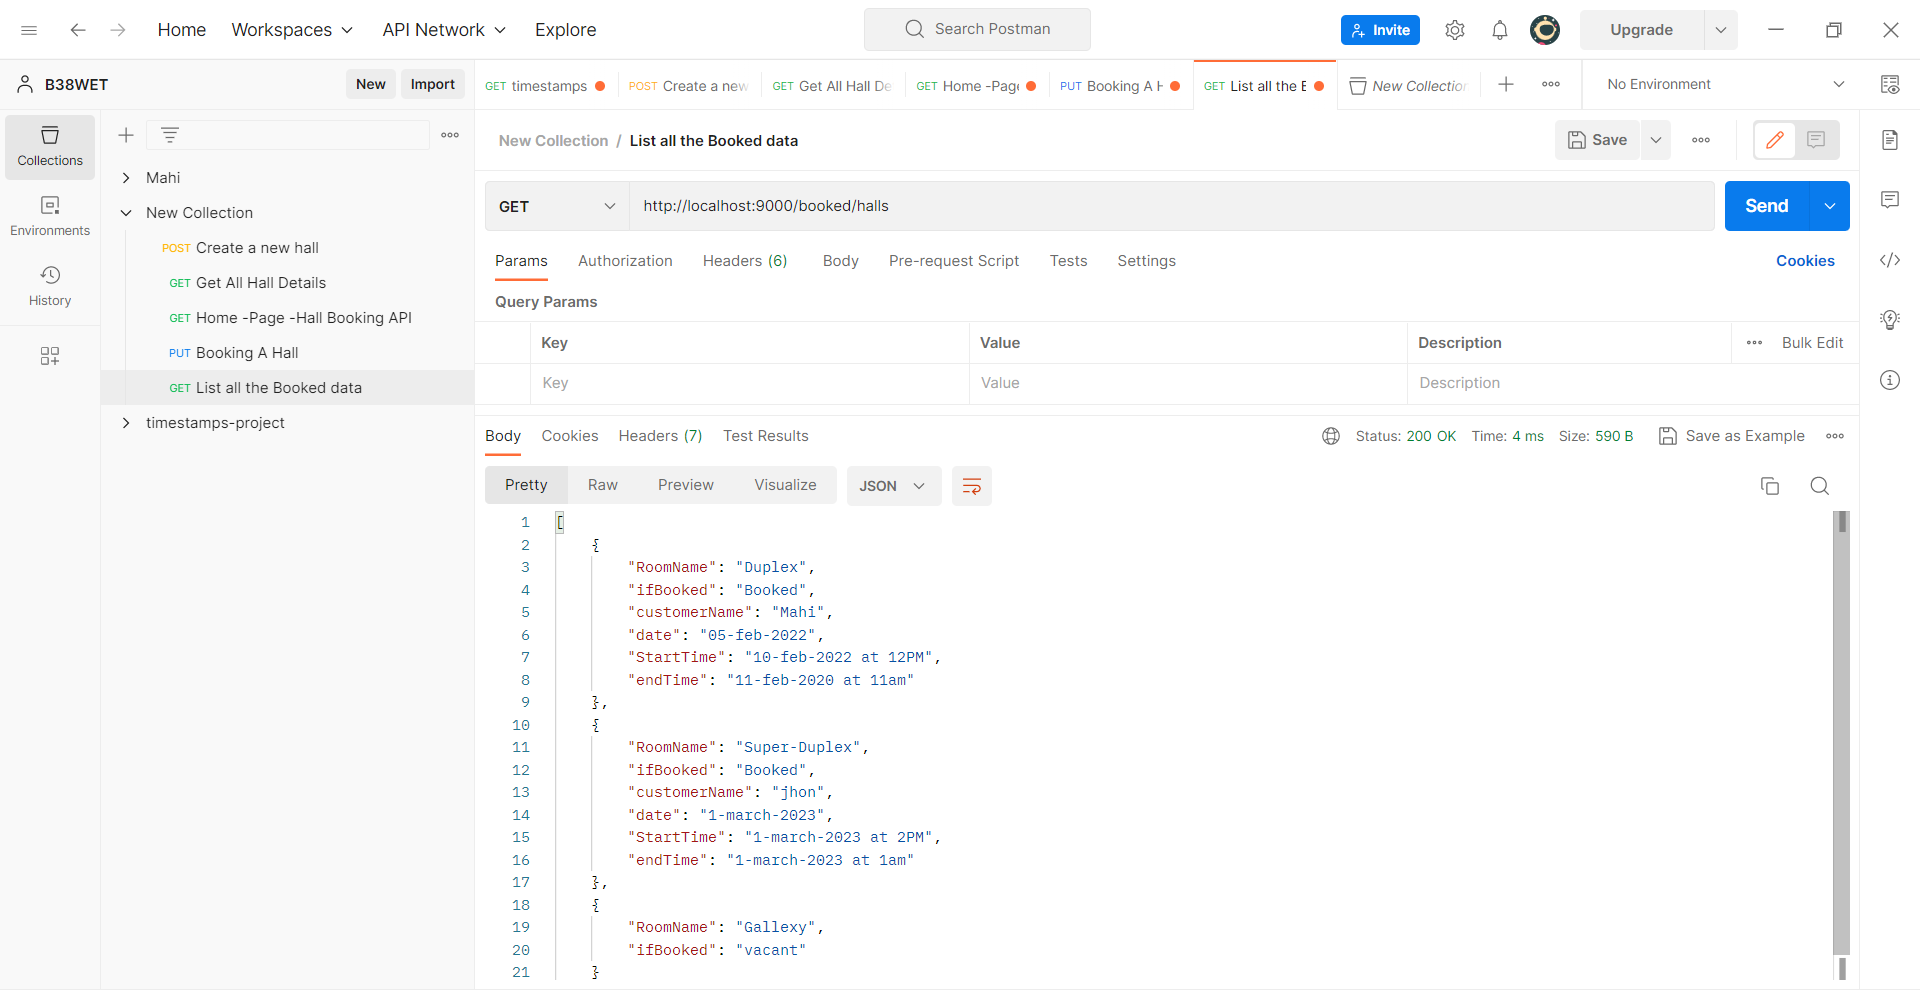 Home Workspaces API Network Explore Search Postman Invite Upgrade
B38WET New Import
GET timestamps POST Create a new GET Get All Hall De GET Home -Page PUT Booking A H GET List all the B New Collection No Environment
Collections
Environments
History
Mahi
New Collection
POST Create a new hall
GET Get All Hall Details
GET Home -Page -Hall Booking API
PUT Booking A Hall
GET List all the Booked data
timestamps-project
New Collection / List all the Booked data Save
GET http://localhost:9000/booked/halls Send
Params Authorization Headers (6) Body Pre-request Script Tests Settings Cookies
Query Params
Key Value Description Bulk Edit
Key Value Description
Body Cookies Headers (7) Test Results Status: 200 OK Time: 4 ms Size: 590 B Save as Example
Pretty Raw Preview Visualize JSON
1 [
2 {
3 "RoomName": "Duplex",
4 "ifBooked": "Booked",
5 "customerName": "Mahi",
6 "date": "05-feb-2022",
7 "StartTime": "10-feb-2022 at 12PM",
8 "endTime": "11-feb-2020 at 11am"
9 },
10 {
11 "RoomName": "Super-Duplex",
12 "ifBooked": "Booked",
13 "customerName": "jhon",
14 "date": "1-march-2023",
15 "StartTime": "1-march-2023 at 2PM",
16 "endTime": "1-march-2023 at 1am"
17 },
18 {
19 "RoomName": "Gallexy",
20 "ifBooked": "vacant"
21 }